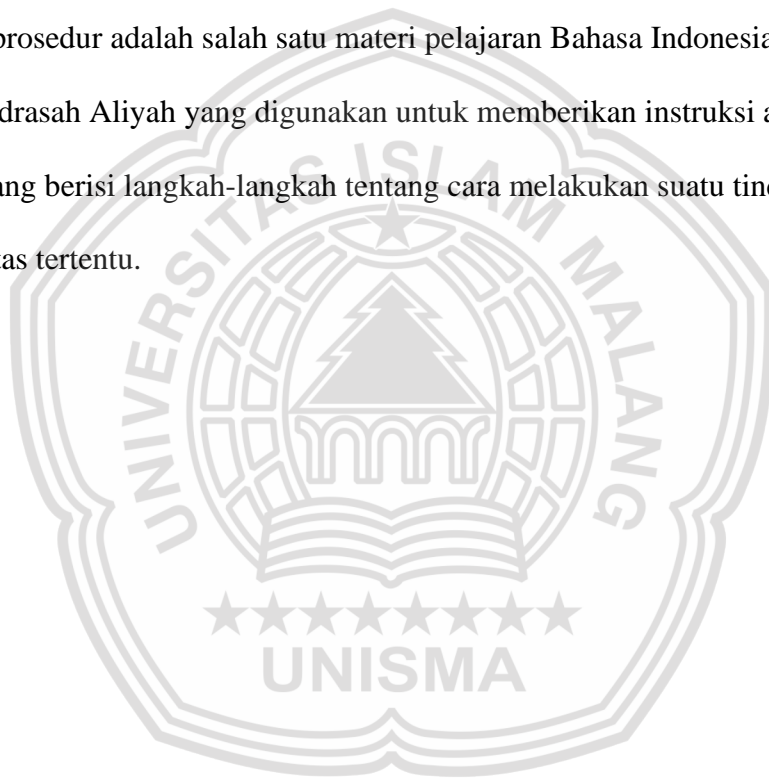 prosedur adalah salah satu materi pelajaran Bahasa Indonesia
drasah Aliyah yang digunakan untuk memberikan instruksi a
ang berisi langkah-langkah tentang cara melakukan suatu tin
tas tertentu.
UNIVERSITAS ISLAM MALANG
UNISMA